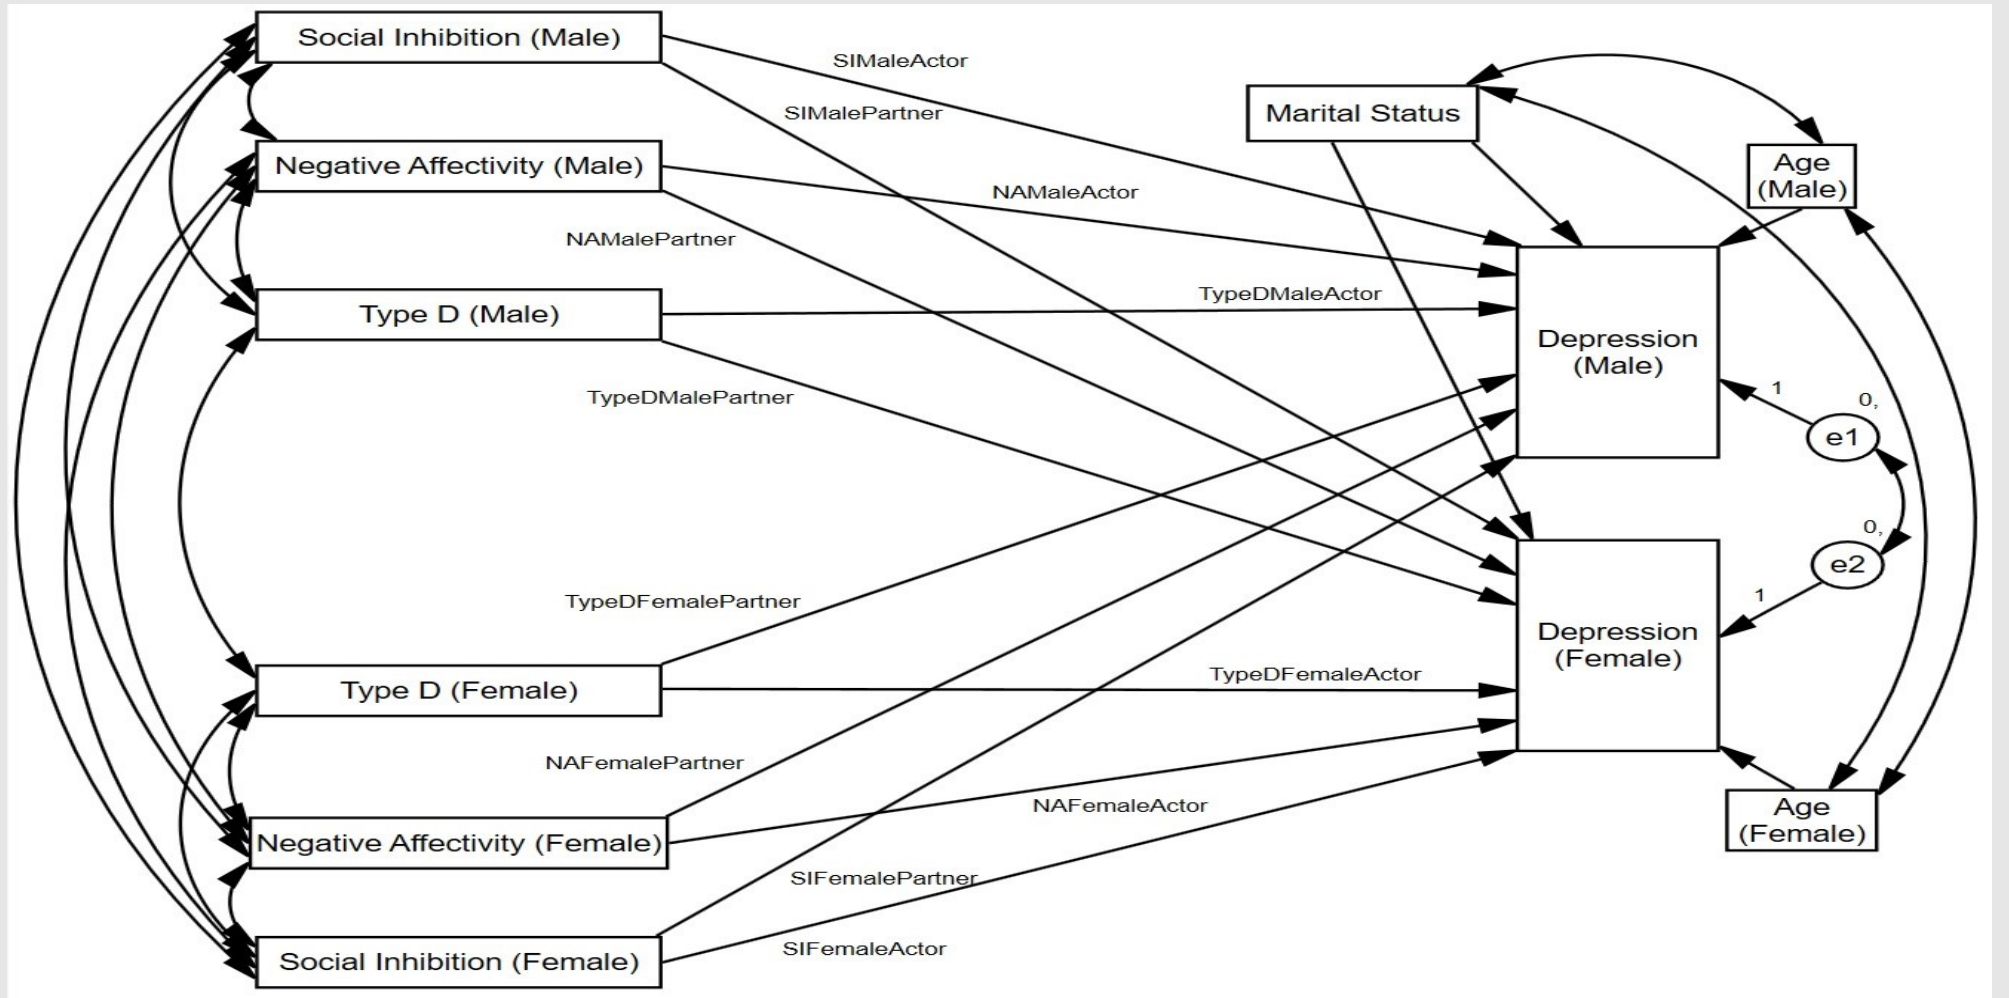 Social Inhibition (Male)
SIMaleActor
Marital Status
SIMalePartner
Negative Affectivity (Male)
Age
(Male)
NAMaleActor
NAMalePartner
Type D (Male)
TypeDMaleActor
Depression
(Male)
TypeDMalePartner
1
0,
e1
0,
e2
1
TypeDFemalePartner
Depression
(Female)
Type D (Female)
TypeDFemaleActor
NAFemalePartner
NAFemaleActor
Age
(Female)
Negative Affectivity (Female)
SIFemalePartner
SIFemaleActor
Social Inhibition (Female)